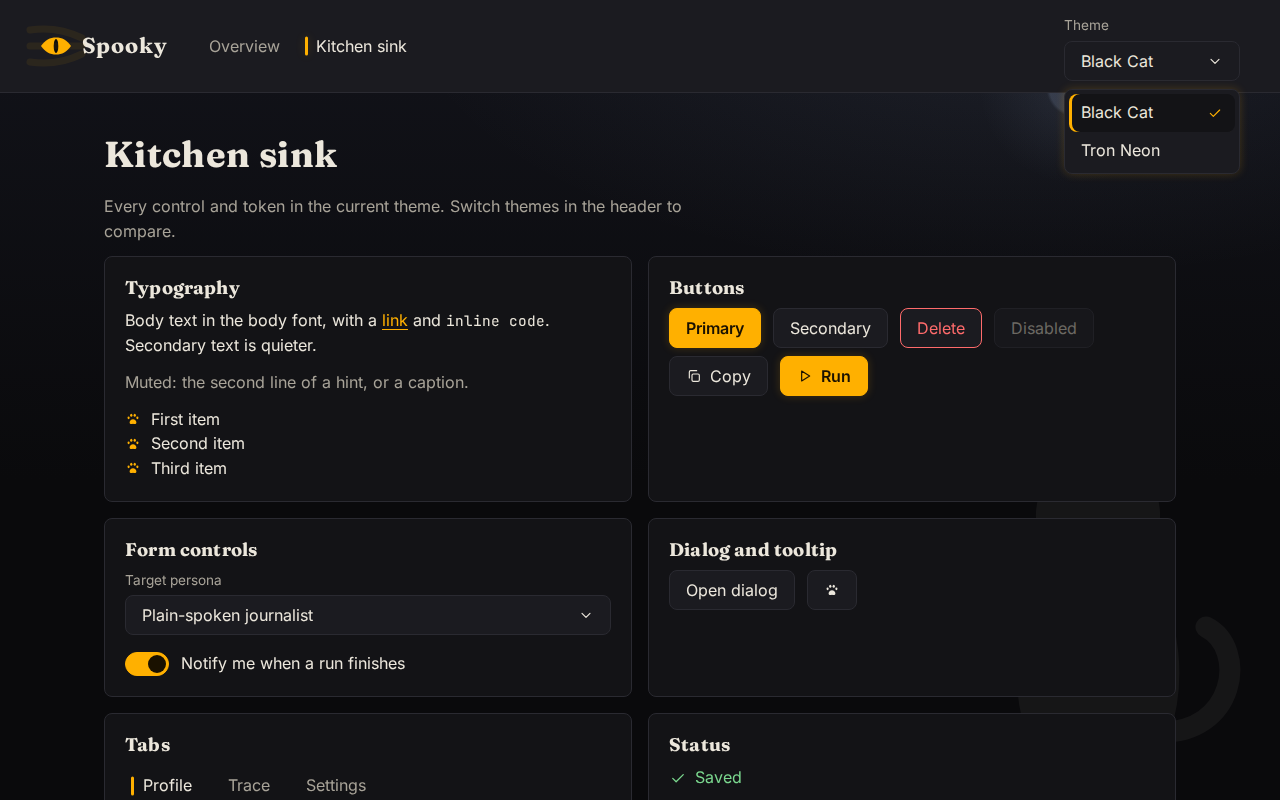 Spooky
Overview
Kitchen sink
Theme
Black Cat
Black Cat
Tron Neon
Kitchen sink
Every control and token in the current theme. Switch themes in the header to
compare.
Typography
Body text in the body font, with a link and inline code.
Secondary text is quieter.
Muted: the second line of a hint, or a caption.
First item
Second item
Third item
Buttons
Primary
Secondary
Delete
Disabled
Copy
Run
Form controls
Target persona
Plain-spoken journalist
Notify me when a run finishes
Dialog and tooltip
Open dialog
Tabs
Profile
Trace
Settings
Status
Saved